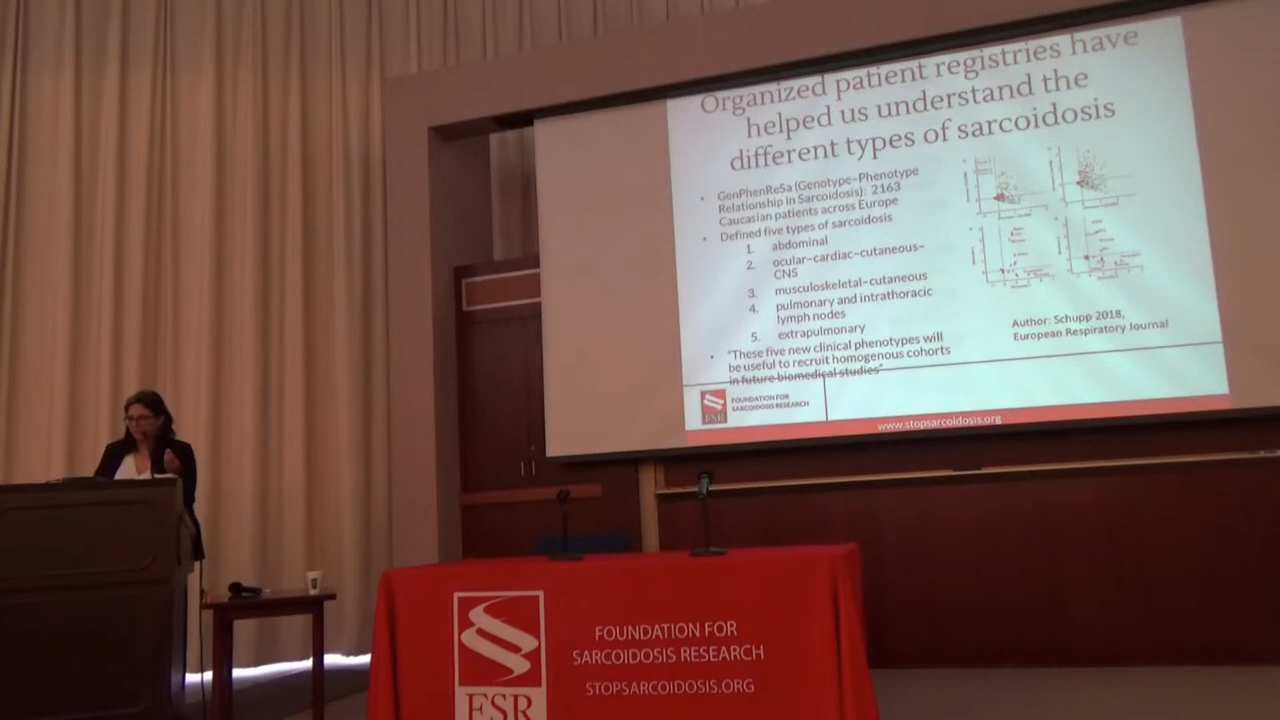 Organized patient registries have
helped us understand the
different types of sarcoidosis
• GenPhenReSa (Genotype–Phenotype
Relationship in Sarcoidosis): 2163
Caucasian patients across Europe
• Defined five types of sarcoidosis
1. abdominal
2. ocular–cardiac–cutaneous–
CNS
3. musculoskeletal–cutaneous
4. pulmonary and intrathoracic
lymph nodes
5. extrapulmonary
• "These five new clinical phenotypes will
be useful to recruit homogenous cohorts
in future biomedical studies"
Author: Schupp 2018,
European Respiratory Journal
FSR
FOUNDATION FOR
SARCOIDOSIS RESEARCH
www.stopsarcoidosis.org
FSR
FOUNDATION FOR
SARCOIDOSIS RESEARCH
STOPSARCOIDOSIS.ORG